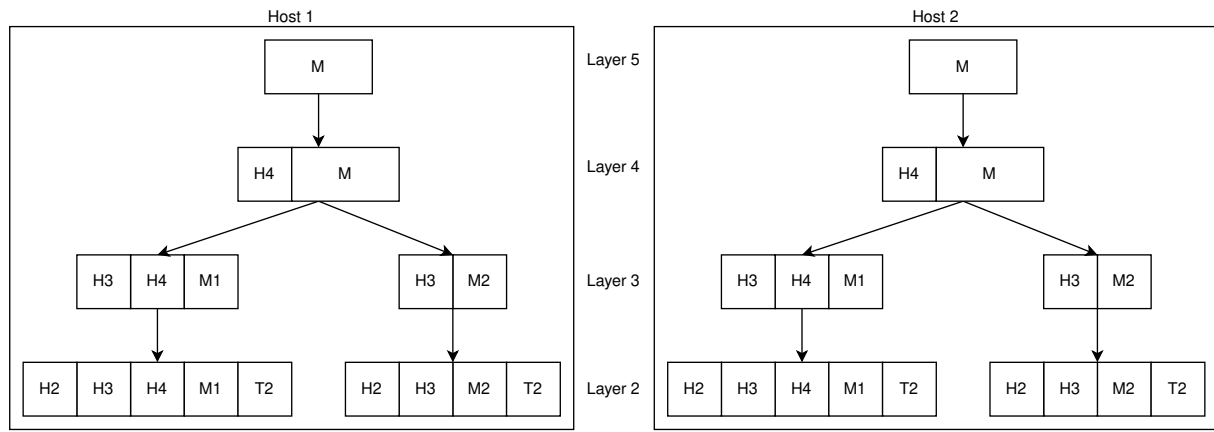 Host 1 Host 2
M Layer 5 M
H4 M Layer 4 H4 M
H3 H4 M1 H3 M2 Layer 3 H3 H4 M1 H3 M2
H2 H3 H4 M1 T2 H2 H3 M2 T2 Layer 2 H2 H3 H4 M1 T2 H2 H3 M2 T2